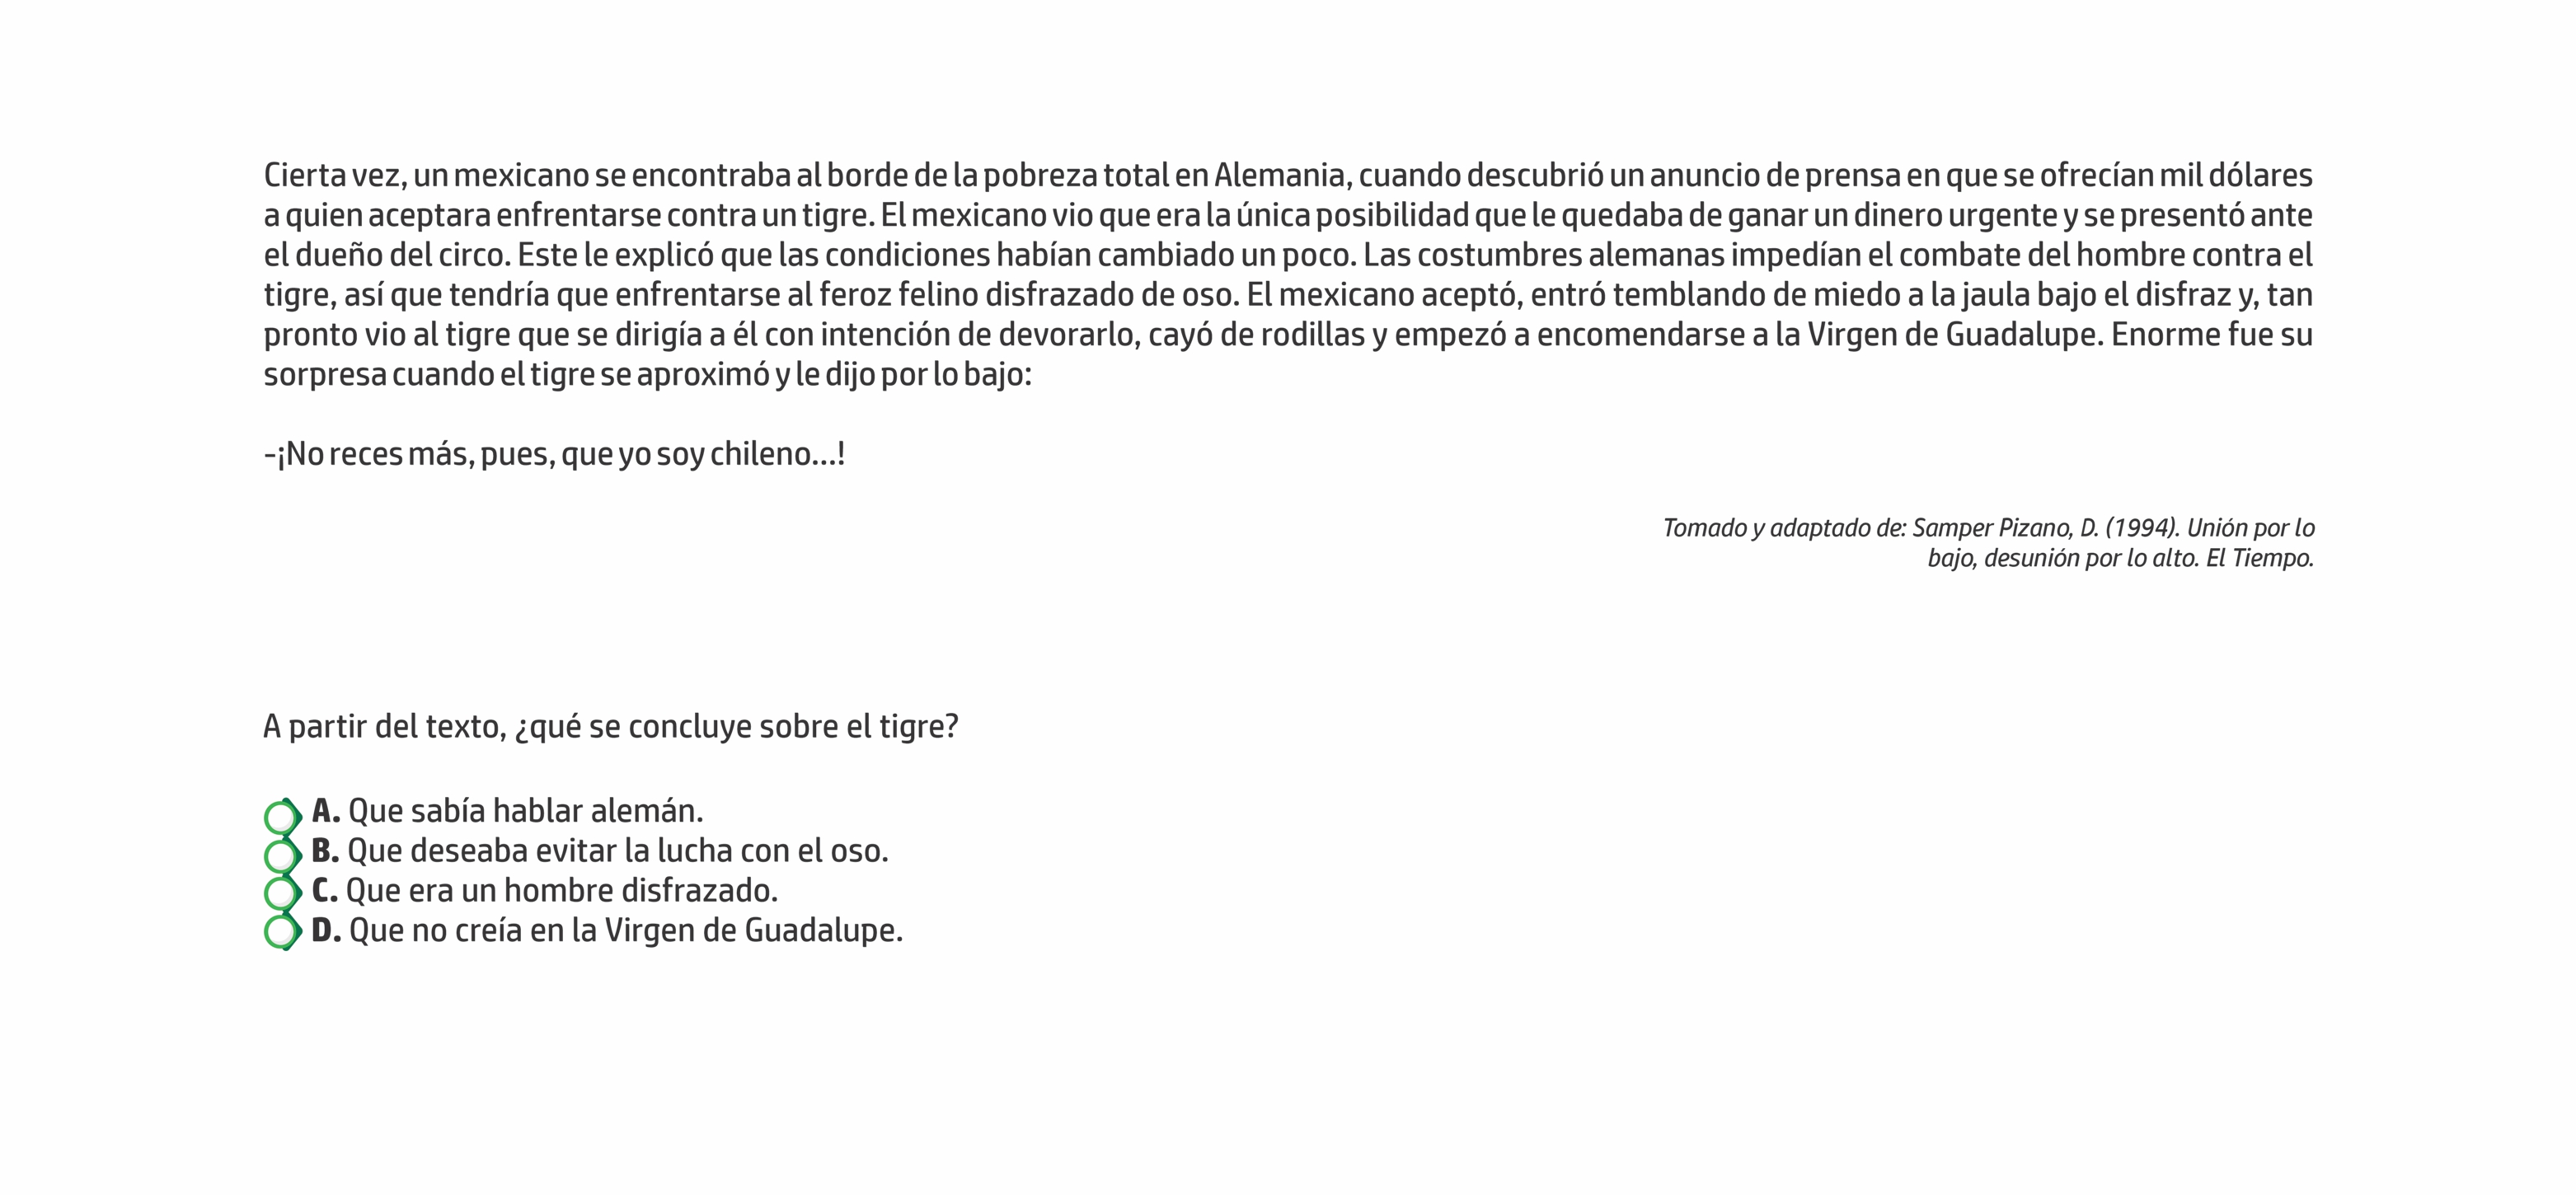 Cierta vez, un mexicano se encontraba al borde de la pobreza total en Alemania, cuando descubrió un anuncio de prensa en que se ofrecían mil dólares
a quien aceptara enfrentarse contra un tigre. El mexicano vio que era la única posibilidad que le quedaba de ganar un dinero urgente y se presentó ante
el dueño del circo. Este le explicó que las condiciones habían cambiado un poco. Las costumbres alemanas impedían el combate del hombre contra el
tigre, así que tendría que enfrentarse al feroz felino disfrazado de oso. El mexicano aceptó, entró temblando de miedo a la jaula bajo el disfraz y, tan
pronto vio al tigre que se dirigía a él con intención de devorarlo, cayó de rodillas y empezó a encomendarse a la Virgen de Guadalupe. Enorme fue su
sorpresa cuando el tigre se aproximó y le dijo por lo bajo:
-¡No reces más, pues, que yo soy chileno...!
Tomado y adaptado de: Samper Pizano, D. (1994). Unión por lo
bajo, desunión por lo alto. El Tiempo.
A partir del texto, ¿qué se concluye sobre el tigre?
A. Que sabía hablar alemán.
B. Que deseaba evitar la lucha con el oso.
C. Que era un hombre disfrazado.
D. Que no creía en la Virgen de Guadalupe.